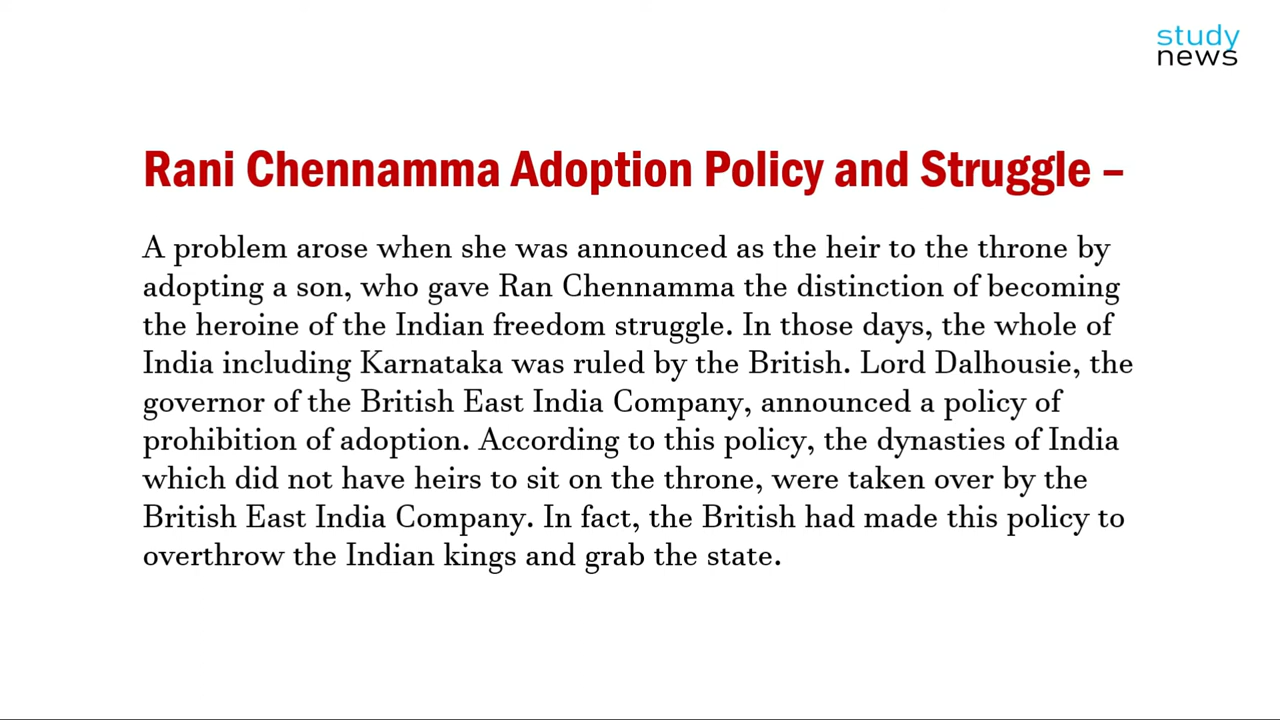 study
news
Rani Chennamma Adoption Policy and Struggle –
A problem arose when she was announced as the heir to the throne by
adopting a son, who gave Ran Chennamma the distinction of becoming
the heroine of the Indian freedom struggle. In those days, the whole of
India including Karnataka was ruled by the British. Lord Dalhousie, the
governor of the British East India Company, announced a policy of
prohibition of adoption. According to this policy, the dynasties of India
which did not have heirs to sit on the throne, were taken over by the
British East India Company. In fact, the British had made this policy to
overthrow the Indian kings and grab the state.